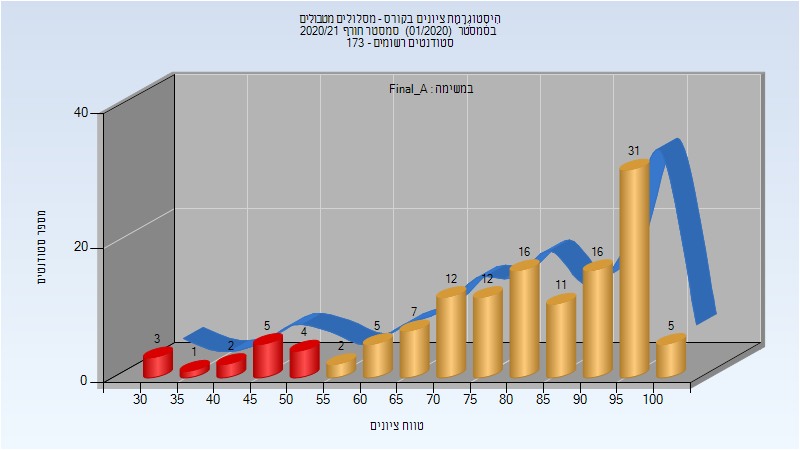 היסטוגרמת ציונים בקורס - מסלולים מטבולים
בסמסטר (01/2020) סמסטר חורף 2020/21
סטודנטים רשומים - 173
במשימה : Final_A
מספר סטודנטים
40
20
0
3
1
2
5
4
2
5
7
12
12
16
11
16
31
5
30 35 40 45 50 55 60 65 70 75 80 85 90 95 100
טווח ציונים